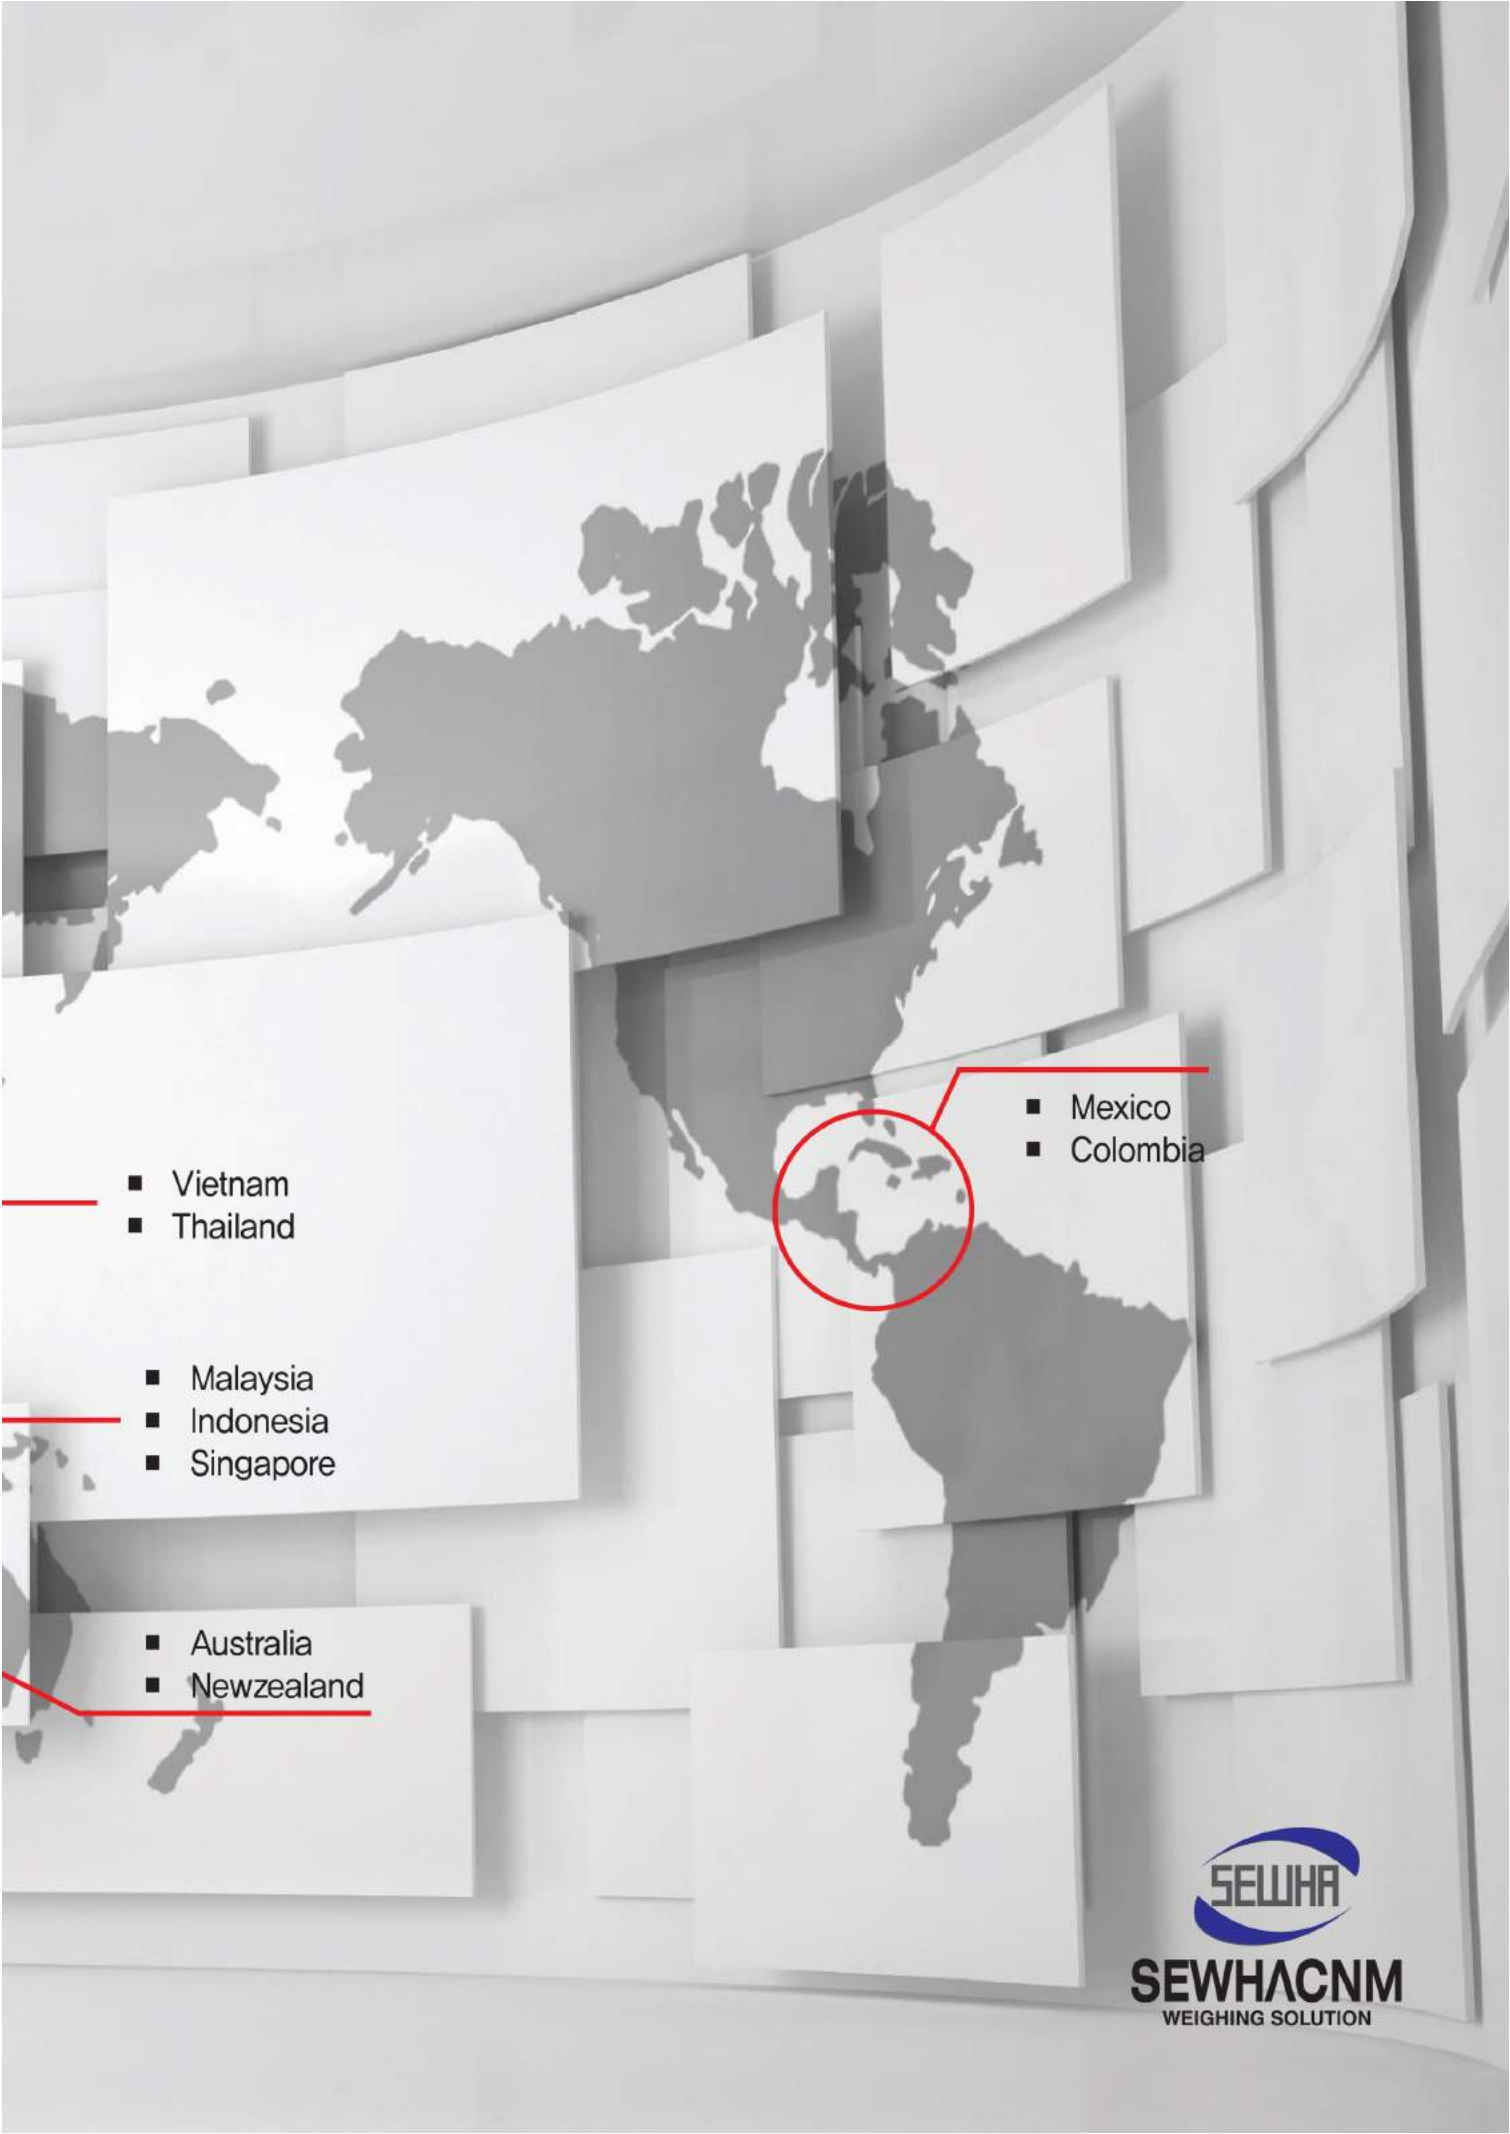 ■ Mexico
■ Colombia
■ Vietnam
■ Thailand
■ Malaysia
■ Indonesia
■ Singapore
■ Australia
■ Newzealand
SEWHA
SEWHACNM
WEIGHING SOLUTION